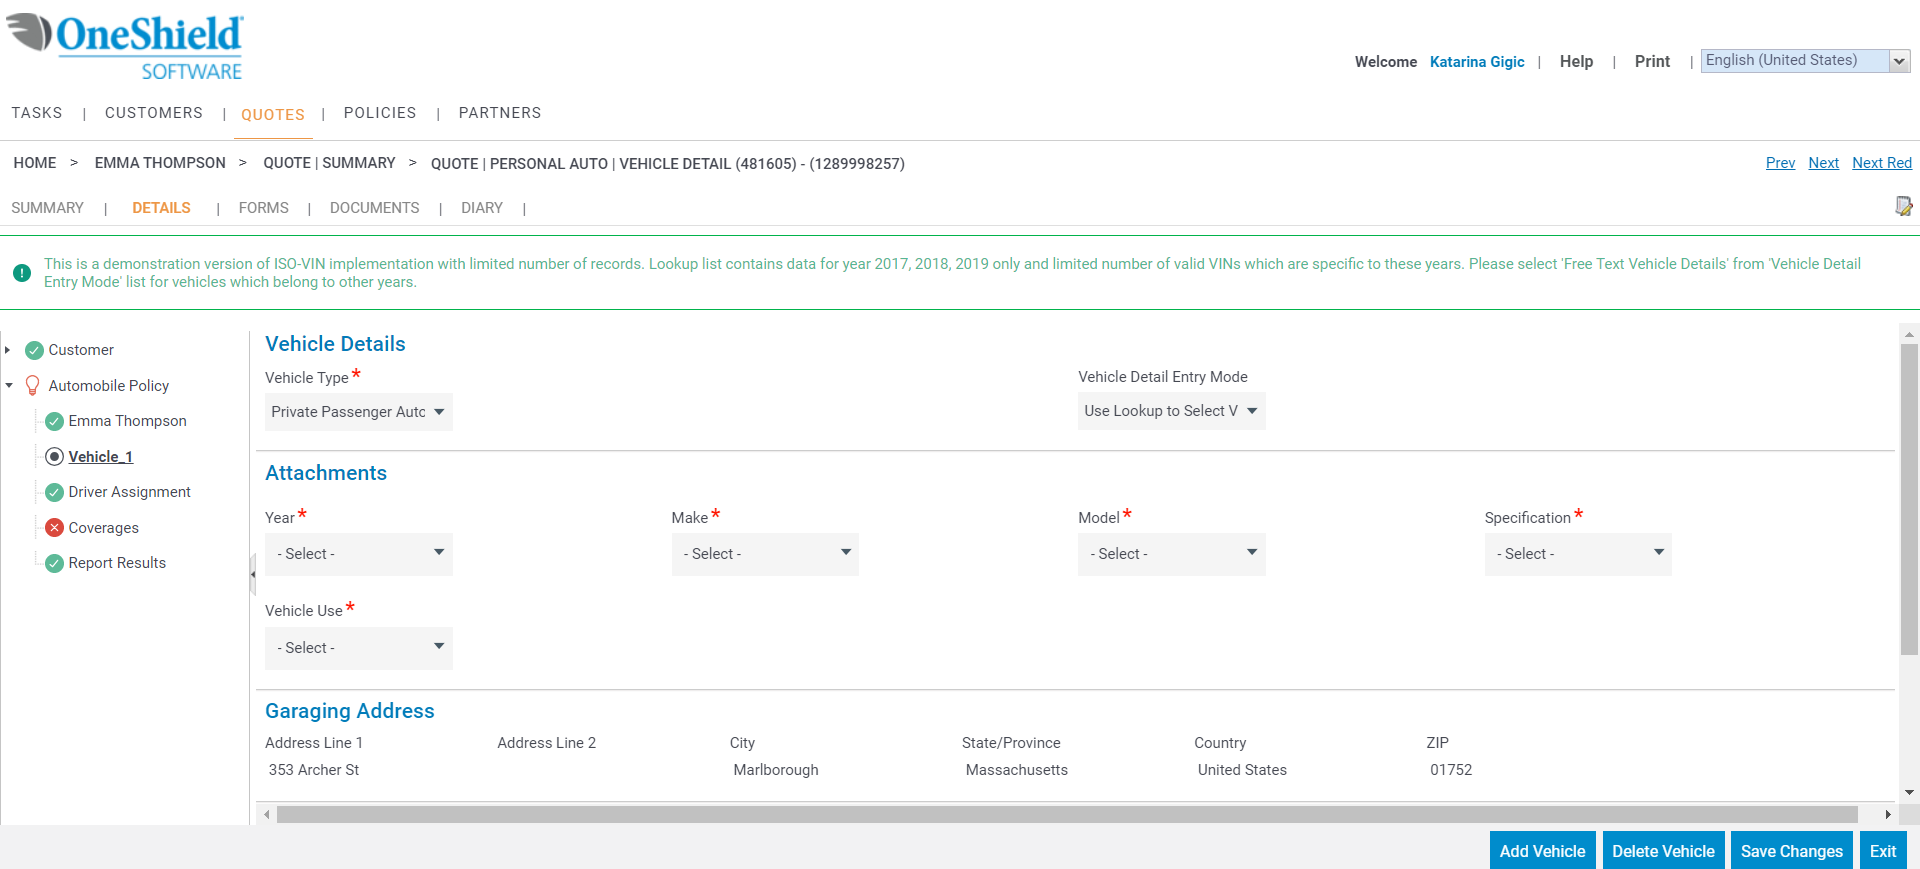 OneShield
SOFTWARE
Welcome Katarina Gigic | Help | Print | English (United States)
TASKS | CUSTOMERS | QUOTES | POLICIES | PARTNERS
HOME > EMMA THOMPSON > QUOTE | SUMMARY > QUOTE | PERSONAL AUTO | VEHICLE DETAIL (481605) - (1289998257)
Prev Next Next Red
SUMMARY | DETAILS | FORMS | DOCUMENTS | DIARY |
This is a demonstration version of ISO-VIN implementation with limited number of records. Lookup list contains data for year 2017, 2018, 2019 only and limited number of valid VINs which are specific to these years. Please select 'Free Text Vehicle Details' from 'Vehicle Detail
Entry Mode' list for vehicles which belong to other years.
Customer
Automobile Policy
Emma Thompson
Vehicle_1
Driver Assignment
Coverages
Report Results
Vehicle Details
Vehicle Type* Vehicle Detail Entry Mode
Private Passenger Auto Use Lookup to Select V
Attachments
Year* Make* Model* Specification*
- Select - - Select - - Select - - Select -
Vehicle Use*
- Select -
Garaging Address
Address Line 1 Address Line 2 City State/Province Country ZIP
353 Archer St Marlborough Massachusetts United States 01752
Add Vehicle Delete Vehicle Save Changes Exit